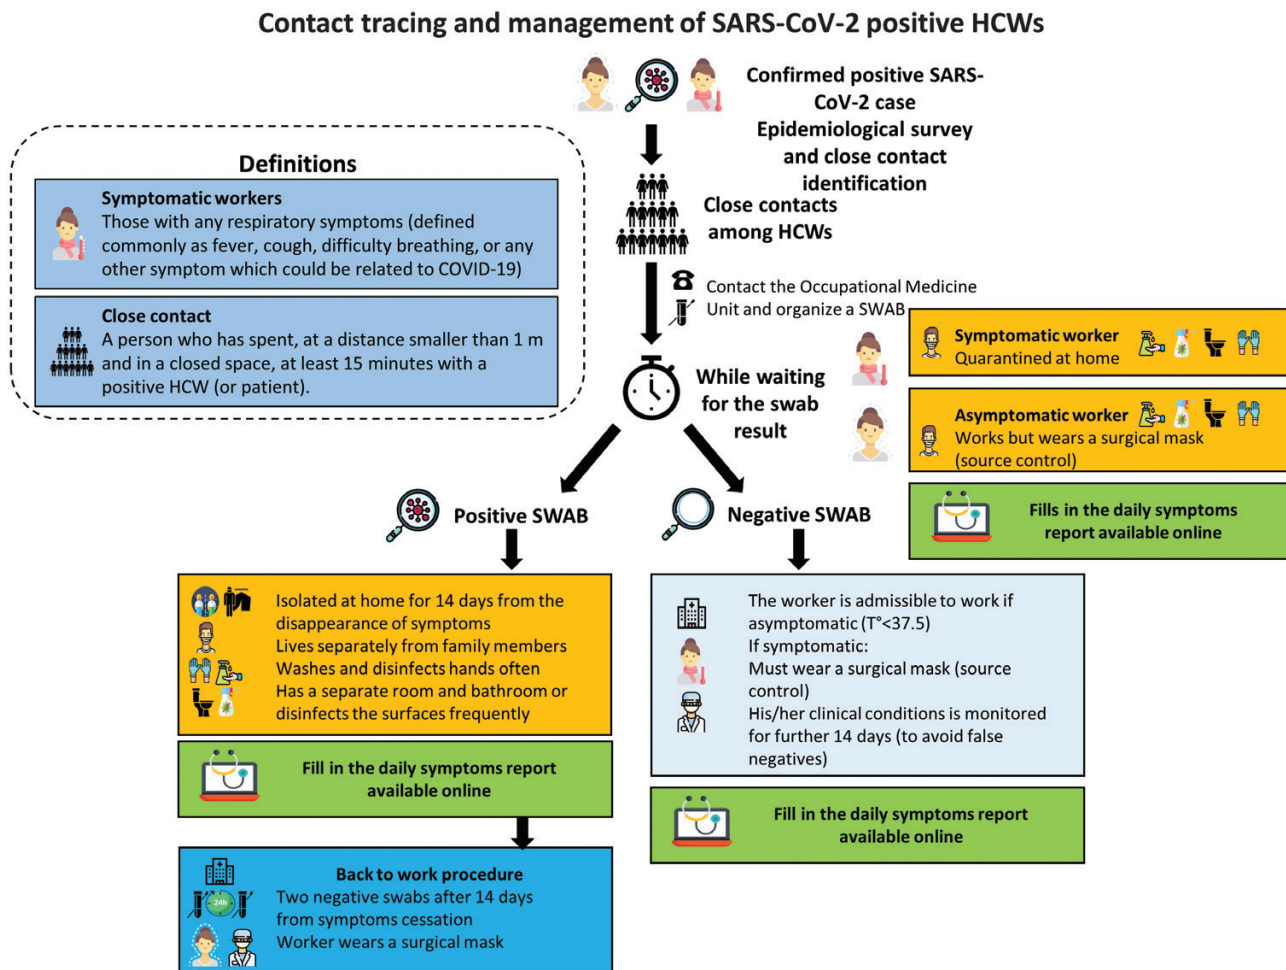 Contact tracing and management of SARS-CoV-2 positive HCWs
Confirmed positive SARS-
CoV-2 case
Epidemiological survey
and close contact
identification
Definitions
Symptomatic workers
Those with any respiratory symptoms (defined
commonly as fever, cough, difficulty breathing, or any
other symptom which could be related to COVID-19)
Close contact
A person who has spent, at a distance smaller than 1 m
and in a closed space, at least 15 minutes with a
positive HCW (or patient).
Close contacts
among HCWs
Contact the Occupational Medicine
Unit and organize a SWAB
While waiting
for the swab
result
Symptomatic worker
Quarantined at home
Asymptomatic worker
Works but wears a surgical mask
(source control)
Fills in the daily symptoms
report available online
Positive SWAB
Negative SWAB
Isolated at home for 14 days from the
disappearance of symptoms
Lives separately from family members
Washes and disinfects hands often
Has a separate room and bathroom or
disinfects the surfaces frequently
Fill in the daily symptoms report
available online
Back to work procedure
24h
Two negative swabs after 14 days
from symptoms cessation
Worker wears a surgical mask
The worker is admissible to work if
asymptomatic (T°<37.5)
If symptomatic:
Must wear a surgical mask (source
control)
His/her clinical conditions is monitored
for further 14 days (to avoid false
negatives)
Fill in the daily symptoms report
available online